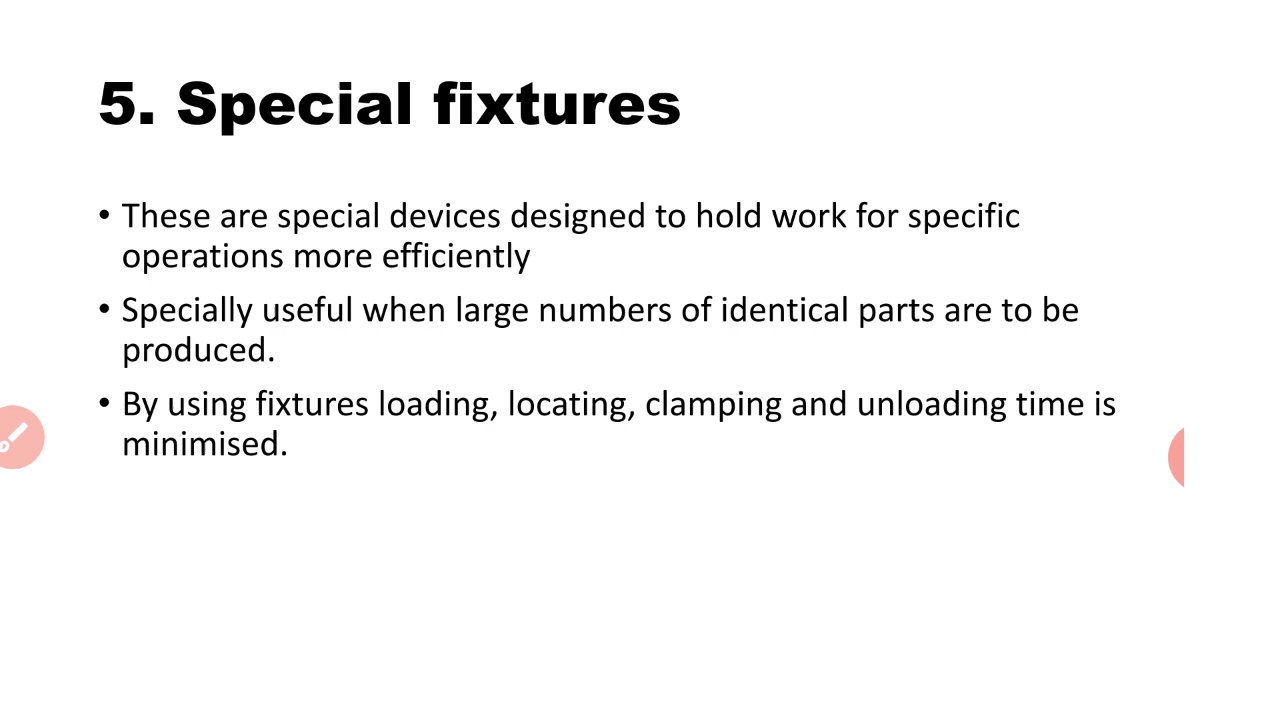 5. Special fixtures
• These are special devices designed to hold work for specific
operations more efficiently
• Specially useful when large numbers of identical parts are to be
produced.
• By using fixtures loading, locating, clamping and unloading time is
minimised.